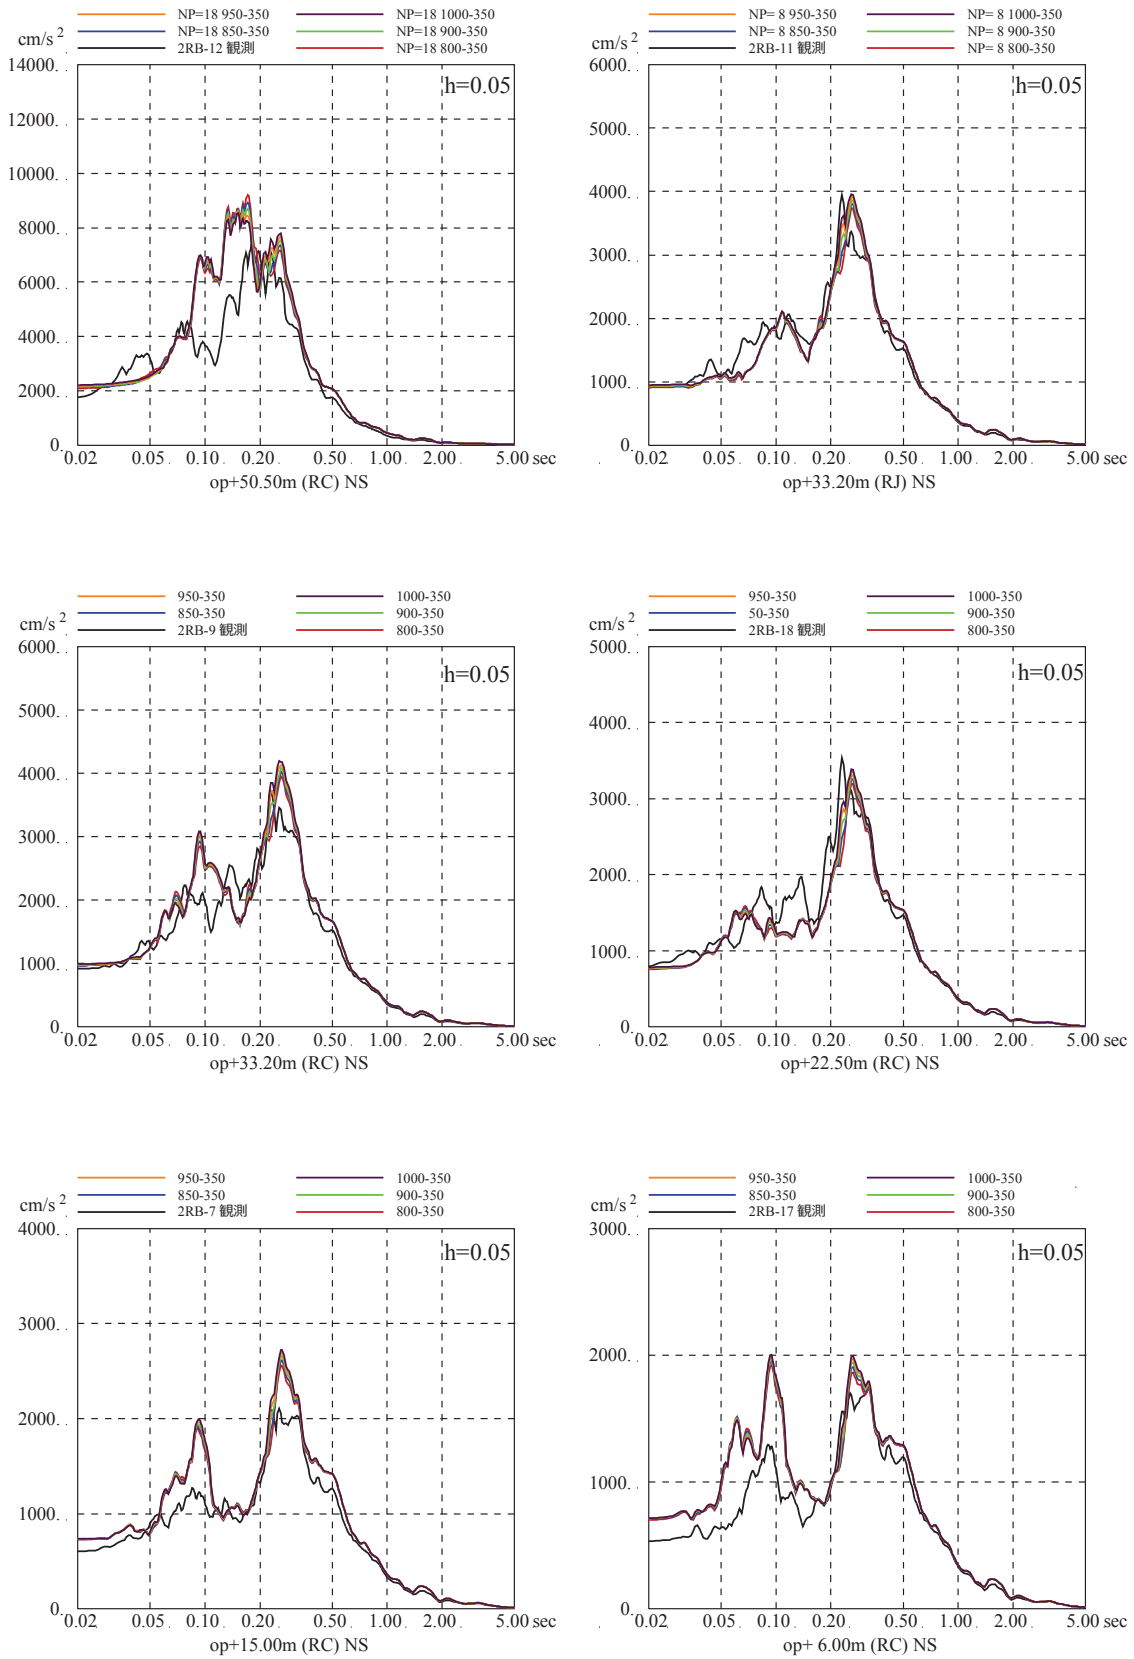 NP=18 950-350
NP=18 1000-350
NP=18 850-350
NP=18 900-350
2RB-12 観測
NP=18 800-350
cm/s 2
h=0.05
14000.
12000.
10000.
8000.
6000.
4000.
2000.
0.
0.02 0.05 0.10 0.20 0.50 1.00 2.00 5.00 sec
op+50.50m (RC) NS
NP= 8 950-350
NP= 8 1000-350
NP= 8 850-350
NP= 8 900-350
2RB-11 観測
NP= 8 800-350
cm/s 2
h=0.05
6000.
5000.
4000.
3000.
2000.
1000.
0.
0.02 0.05 0.10 0.20 0.50 1.00 2.00 5.00 sec
op+33.20m (RJ) NS
950-350
1000-350
850-350
900-350
2RB-9 観測
800-350
cm/s 2
h=0.05
6000.
5000.
4000.
3000.
2000.
1000.
0.
0.02 0.05 0.10 0.20 0.50 1.00 2.00 5.00 sec
op+33.20m (RC) NS
950-350
1000-350
50-350
900-350
2RB-18 観測
800-350
cm/s 2
h=0.05
5000.
4000.
3000.
2000.
1000.
0.
0.02 0.05 0.10 0.20 0.50 1.00 2.00 5.00 sec
op+22.50m (RC) NS
950-350
1000-350
850-350
900-350
2RB-7 観測
800-350
cm/s 2
h=0.05
4000.
3000.
2000.
1000.
0.
0.02 0.05 0.10 0.20 0.50 1.00 2.00 5.00 sec
op+15.00m (RC) NS
950-350
1000-350
850-350
900-350
2RB-17 観測
800-350
cm/s 2
h=0.05
3000.
2000.
1000.
0.
0.02 0.05 0.10 0.20 0.50 1.00 2.00 5.00 sec
op+ 6.00m (RC) NS